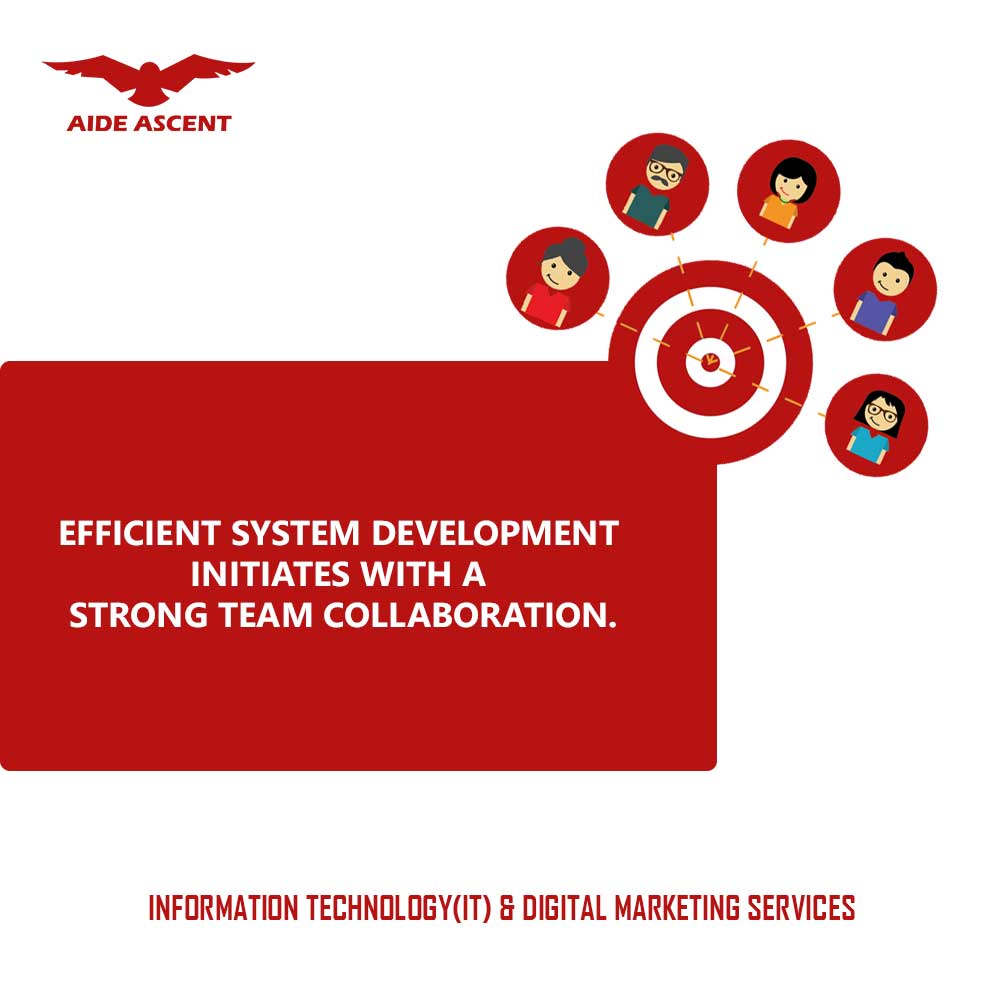 AIDE ASCENT
EFFICIENT SYSTEM DEVELOPMENT
INITIATES WITH A
STRONG TEAM COLLABORATION.
INFORMATION TECHNOLOGY(IT) & DIGITAL MARKETING SERVICES